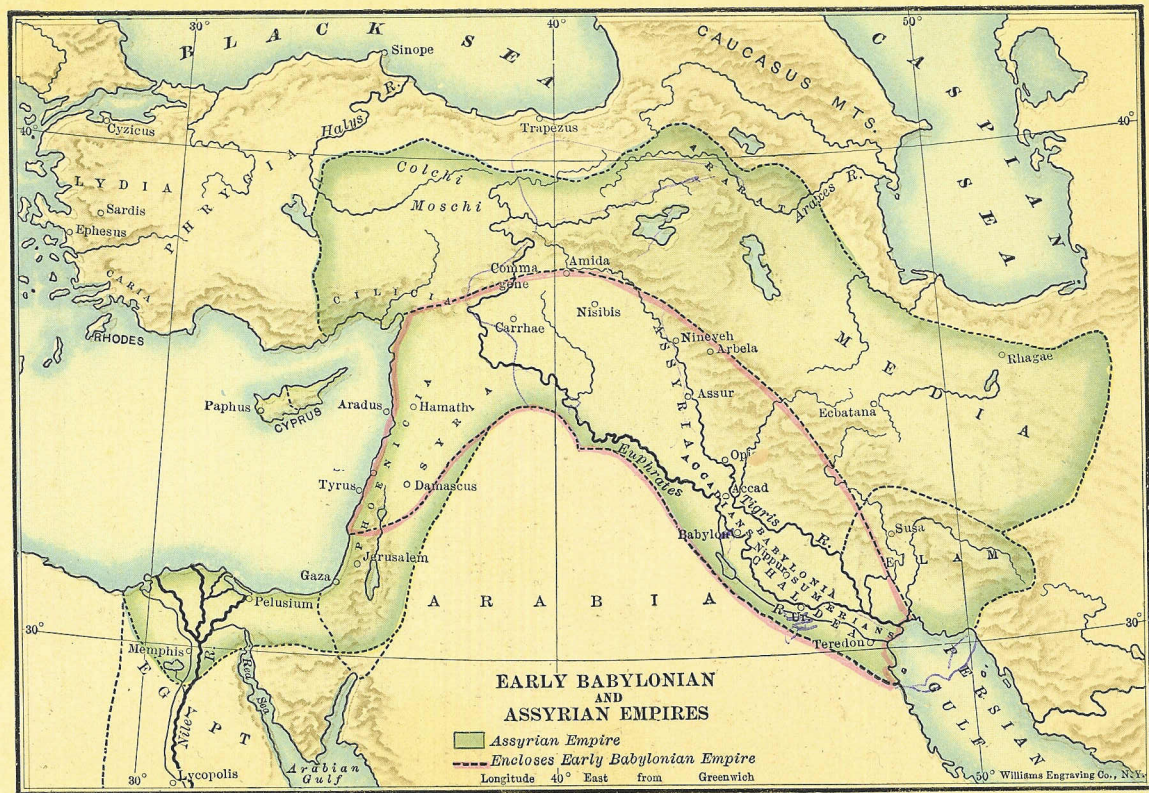 30°
40°
50°
BLACK SEA
Sinope
CAUCASUS MTS.
CASPIAN SEA
Halys R.
Trapezus
Cyzicus
40°
40°
LYDIA
PHRYGIA
Colchi
Moschi
ARARAT
Araxes R.
Sardis
Ephesus
CARIA
CILICIA
Comma
gene
Amida
Nisibis
Carrhae
RHODES
Nineveh
Arbela
ASSYRIA
MEDIA
Rhagae
Paphus
CYPRUS
Aradus
Hamath
SYRIA
PHOENICIA
Assur
Ecbatana
Tyrus
Damascus
Euphrates
Opi
Accad
ACCADIANS
Tigris R.
Babylon
BABYLONIA
Nippur
SUMERIANS
CHALDEA
Susa
ELAM
Jerusalem
Gaza
Pelusium
ARABIA
R.
Ur
Teredon
30°
30°
Memphis
EGYPT
Nile R.
Red Sea
PERSIAN GULF
EARLY BABYLONIAN
AND
ASSYRIAN EMPIRES
Assyrian Empire
Encloses Early Babylonian Empire
Lycopolis
Arabian
Gulf
30°
Longitude 40° East from Greenwich
50°
Williams Engraving Co., N.Y.